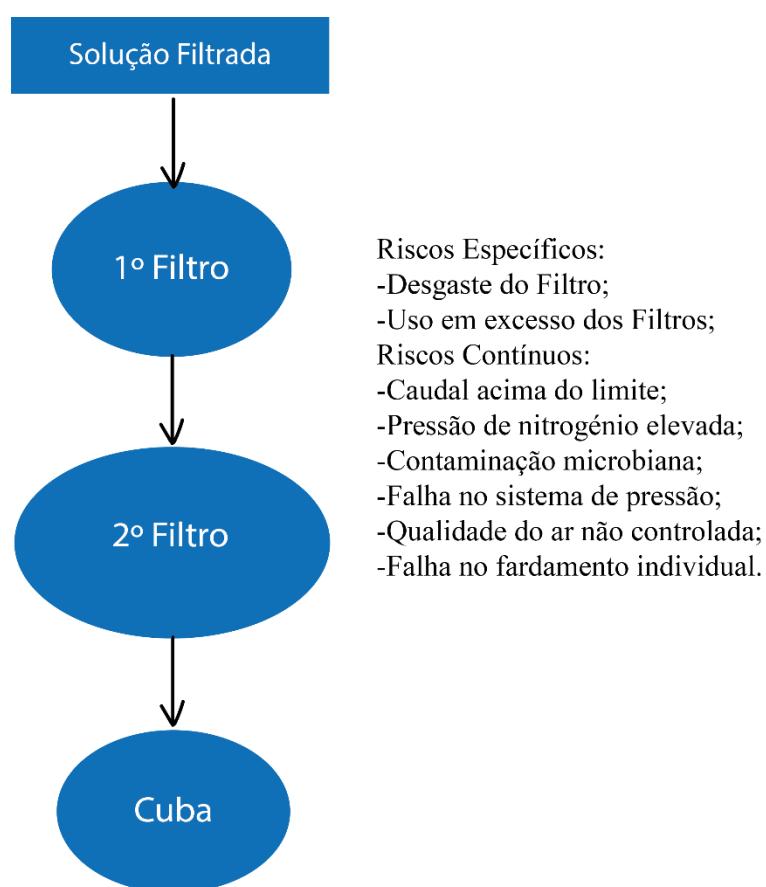 Solução Filtrada
1º Filtro
2º Filtro
Cuba
Riscos Específicos:
-Desgaste do Filtro;
-Uso em excesso dos Filtros;
Riscos Contínuos:
-Caudal acima do limite;
-Pressão de nitrogénio elevada;
-Contaminação microbiana;
-Falha no sistema de pressão;
-Qualidade do ar não controlada;
-Falha no fardamento individual.